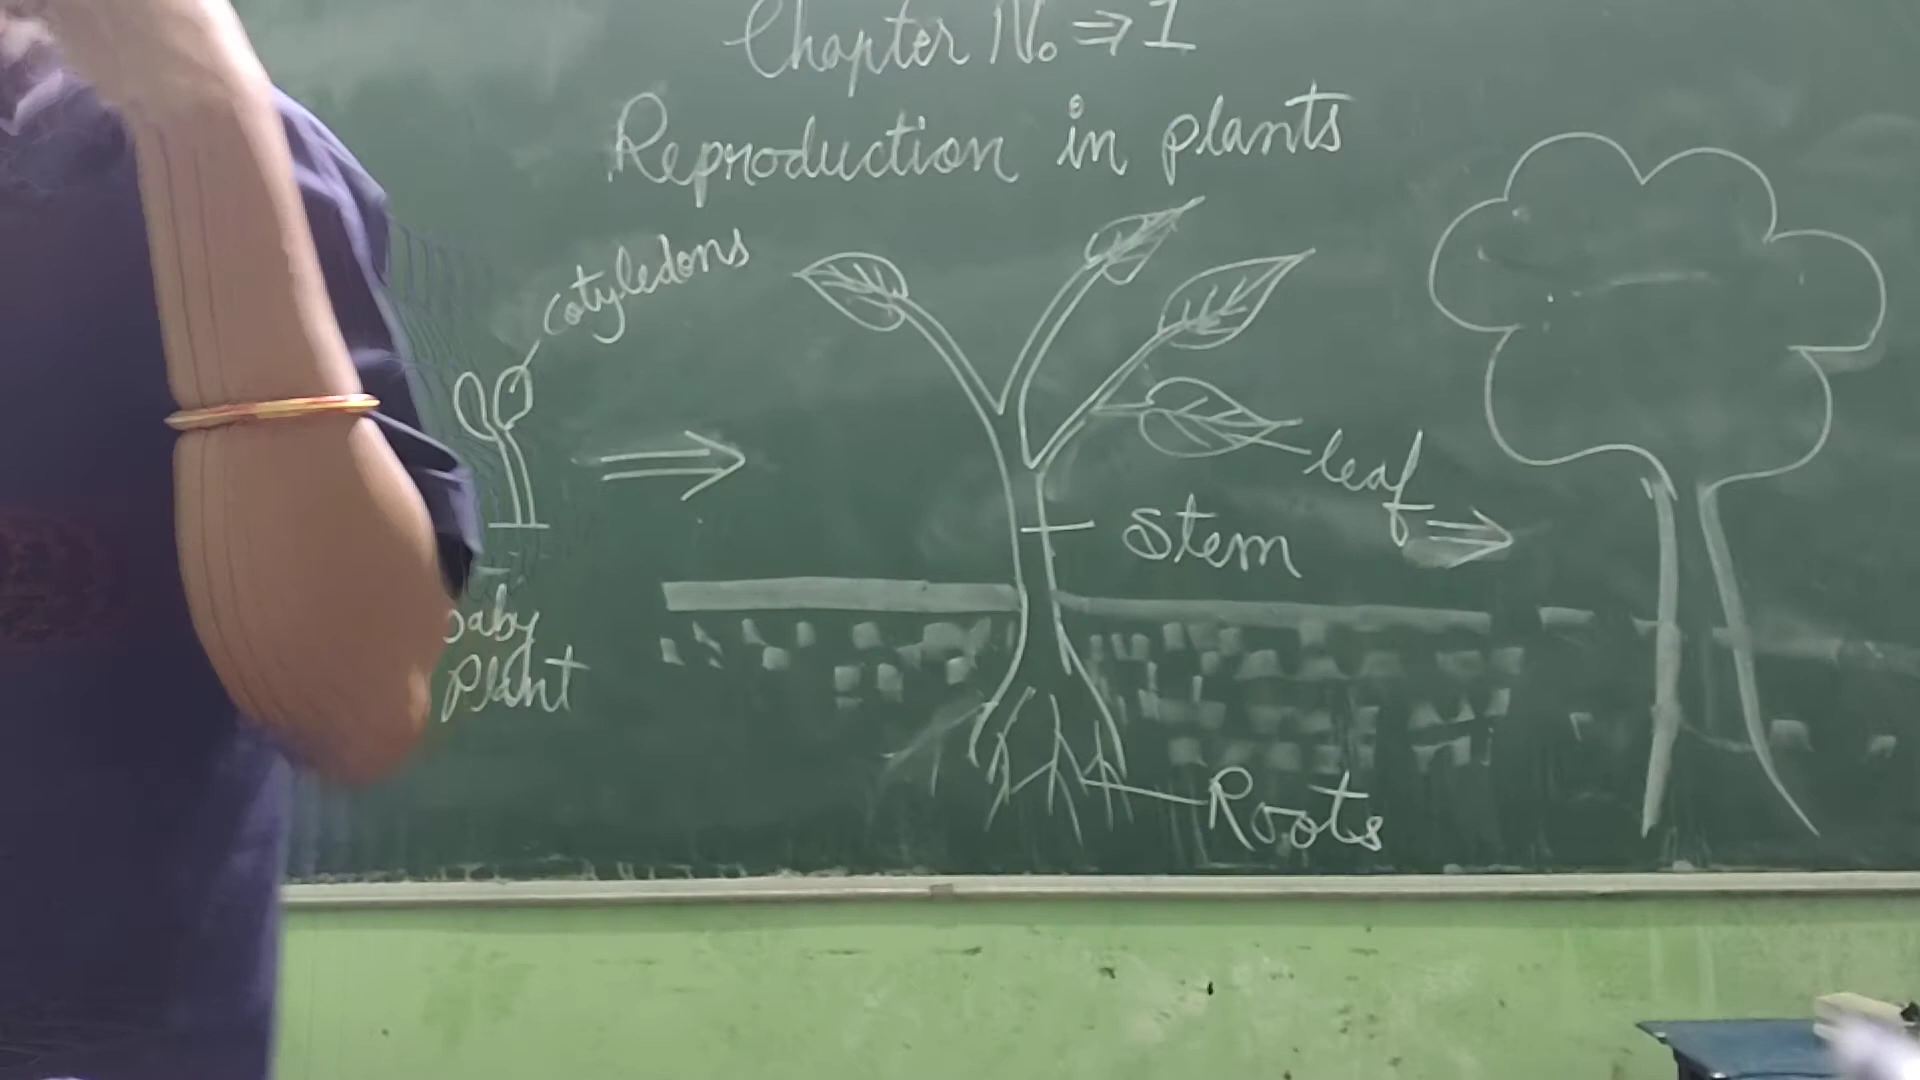 Chapter No ⇒ 1
Reproduction in plants
cotyledons
leaf
Stem
baby
Plant
Roots